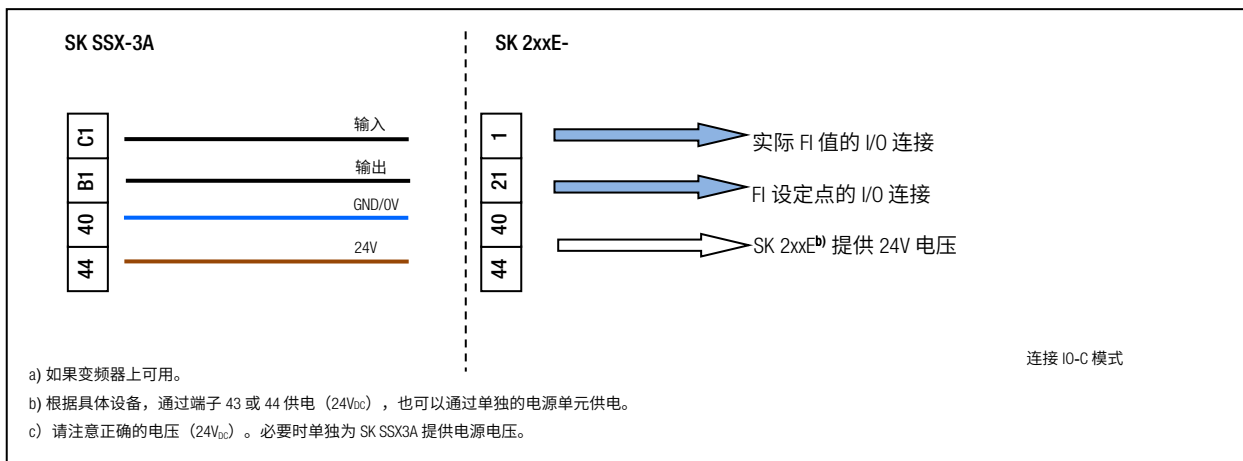 SK SSX-3A
SK 2xxE-
C1
输入
B1
输出
40
GND/0V
44
24V
1
实际 FI 值的 I/O 连接
21
FI 设定点的 I/O 连接
40
SK 2xxEb) 提供 24V 电压
44
连接 IO-C 模式
a) 如果变频器上可用。
b) 根据具体设备，通过端子 43 或 44 供电（24VDC），也可以通过单独的电源单元供电。
c）请注意正确的电压（24VDC）。必要时单独为 SK SSX3A 提供电源电压。